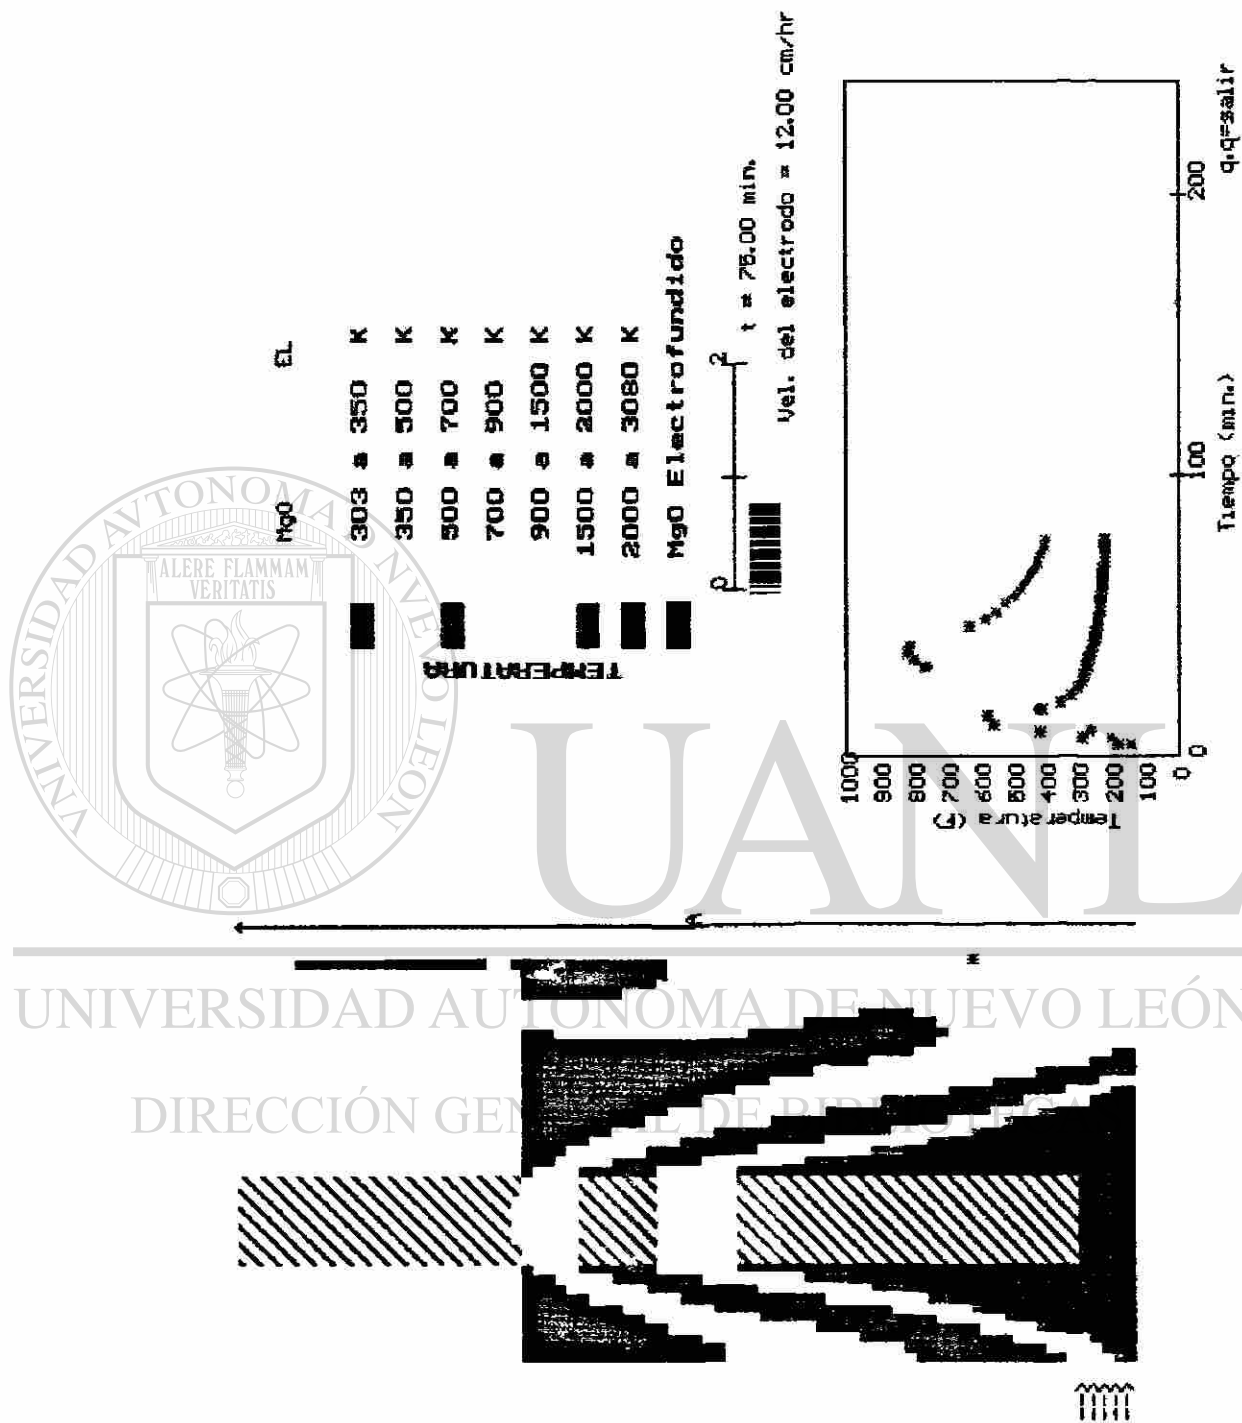 MgO EL
303 a 350 K
350 a 500 K
500 a 700 K
700 a 900 K
900 a 1500 K
1500 a 2000 K
2000 a 3080 K
MgO Electrofundido
TEMPERATURA
0 2
t = 75.00 min.
Vel. del electrodo = 12.00 cm/hr
1000
900
800
700
600
500
400
300
200
100
0
Temperatura (F)
0 100 200
Tiempo (min.)
q.q=salir
UNIVERSIDAD AUTONOMA DE NUEVO LEON
ALERE FLAMMAM
VERITATIS
UANL
UNIVERSIDAD AUTÓNOMA DE NUEVO LEÓN
DIRECCIÓN GENERAL DE BIBLIOTECAS